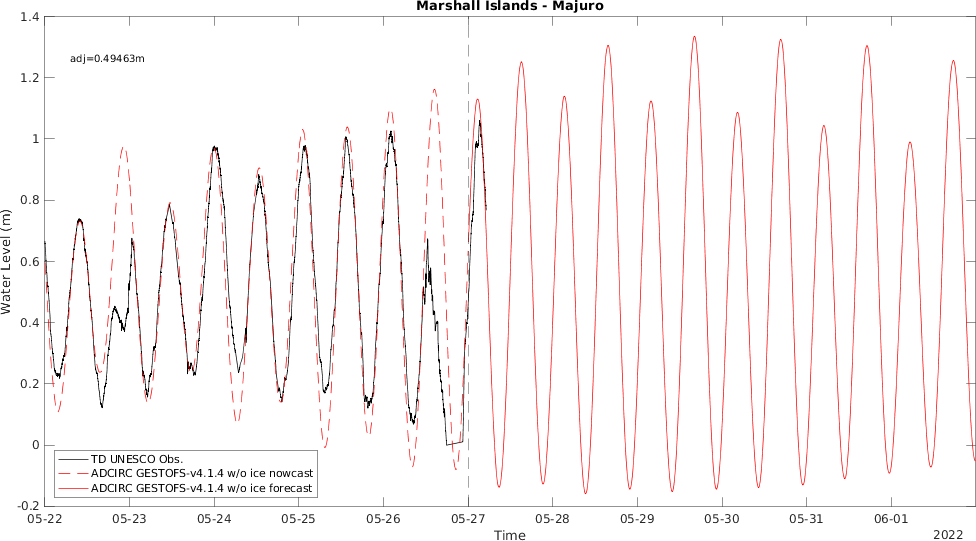 Marshall Islands - Majuro
adj=0.49463m
Water Level (m)
1.4
1.2
1
0.8
0.6
0.4
0.2
0
-0.2
TD UNESCO Obs.
ADCIRC GESTOFS-v4.1.4 w/o ice nowcast
ADCIRC GESTOFS-v4.1.4 w/o ice forecast
05-22 05-23 05-24 05-25 05-26 05-27 05-28 05-29 05-30 05-31 06-01
Time
2022